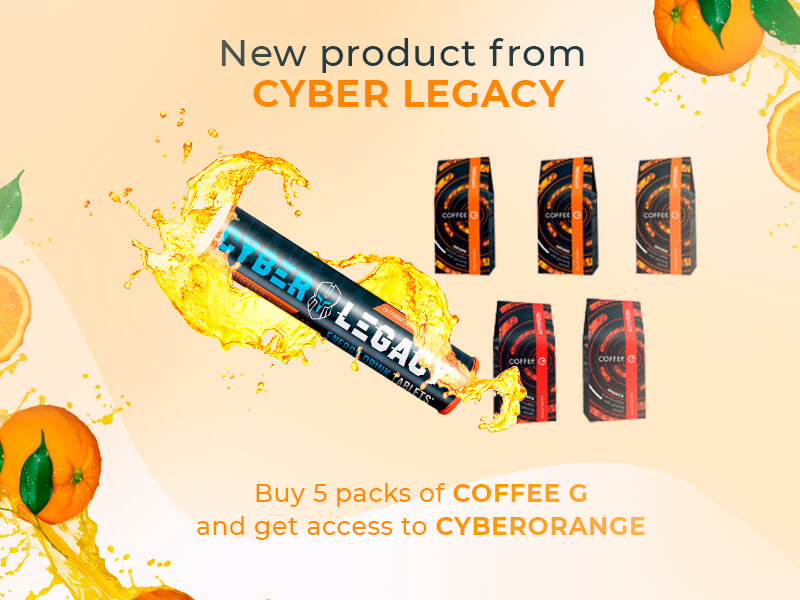 New product from
CYBER LEGACY
CYBER LEGACY
ENERGY DRINK TABLETS
COFFEE G
COFFEE G
COFFEE G
COFFEE G
COFFEE G
Buy 5 packs of COFFEE G
and get access to CYBERORANGE